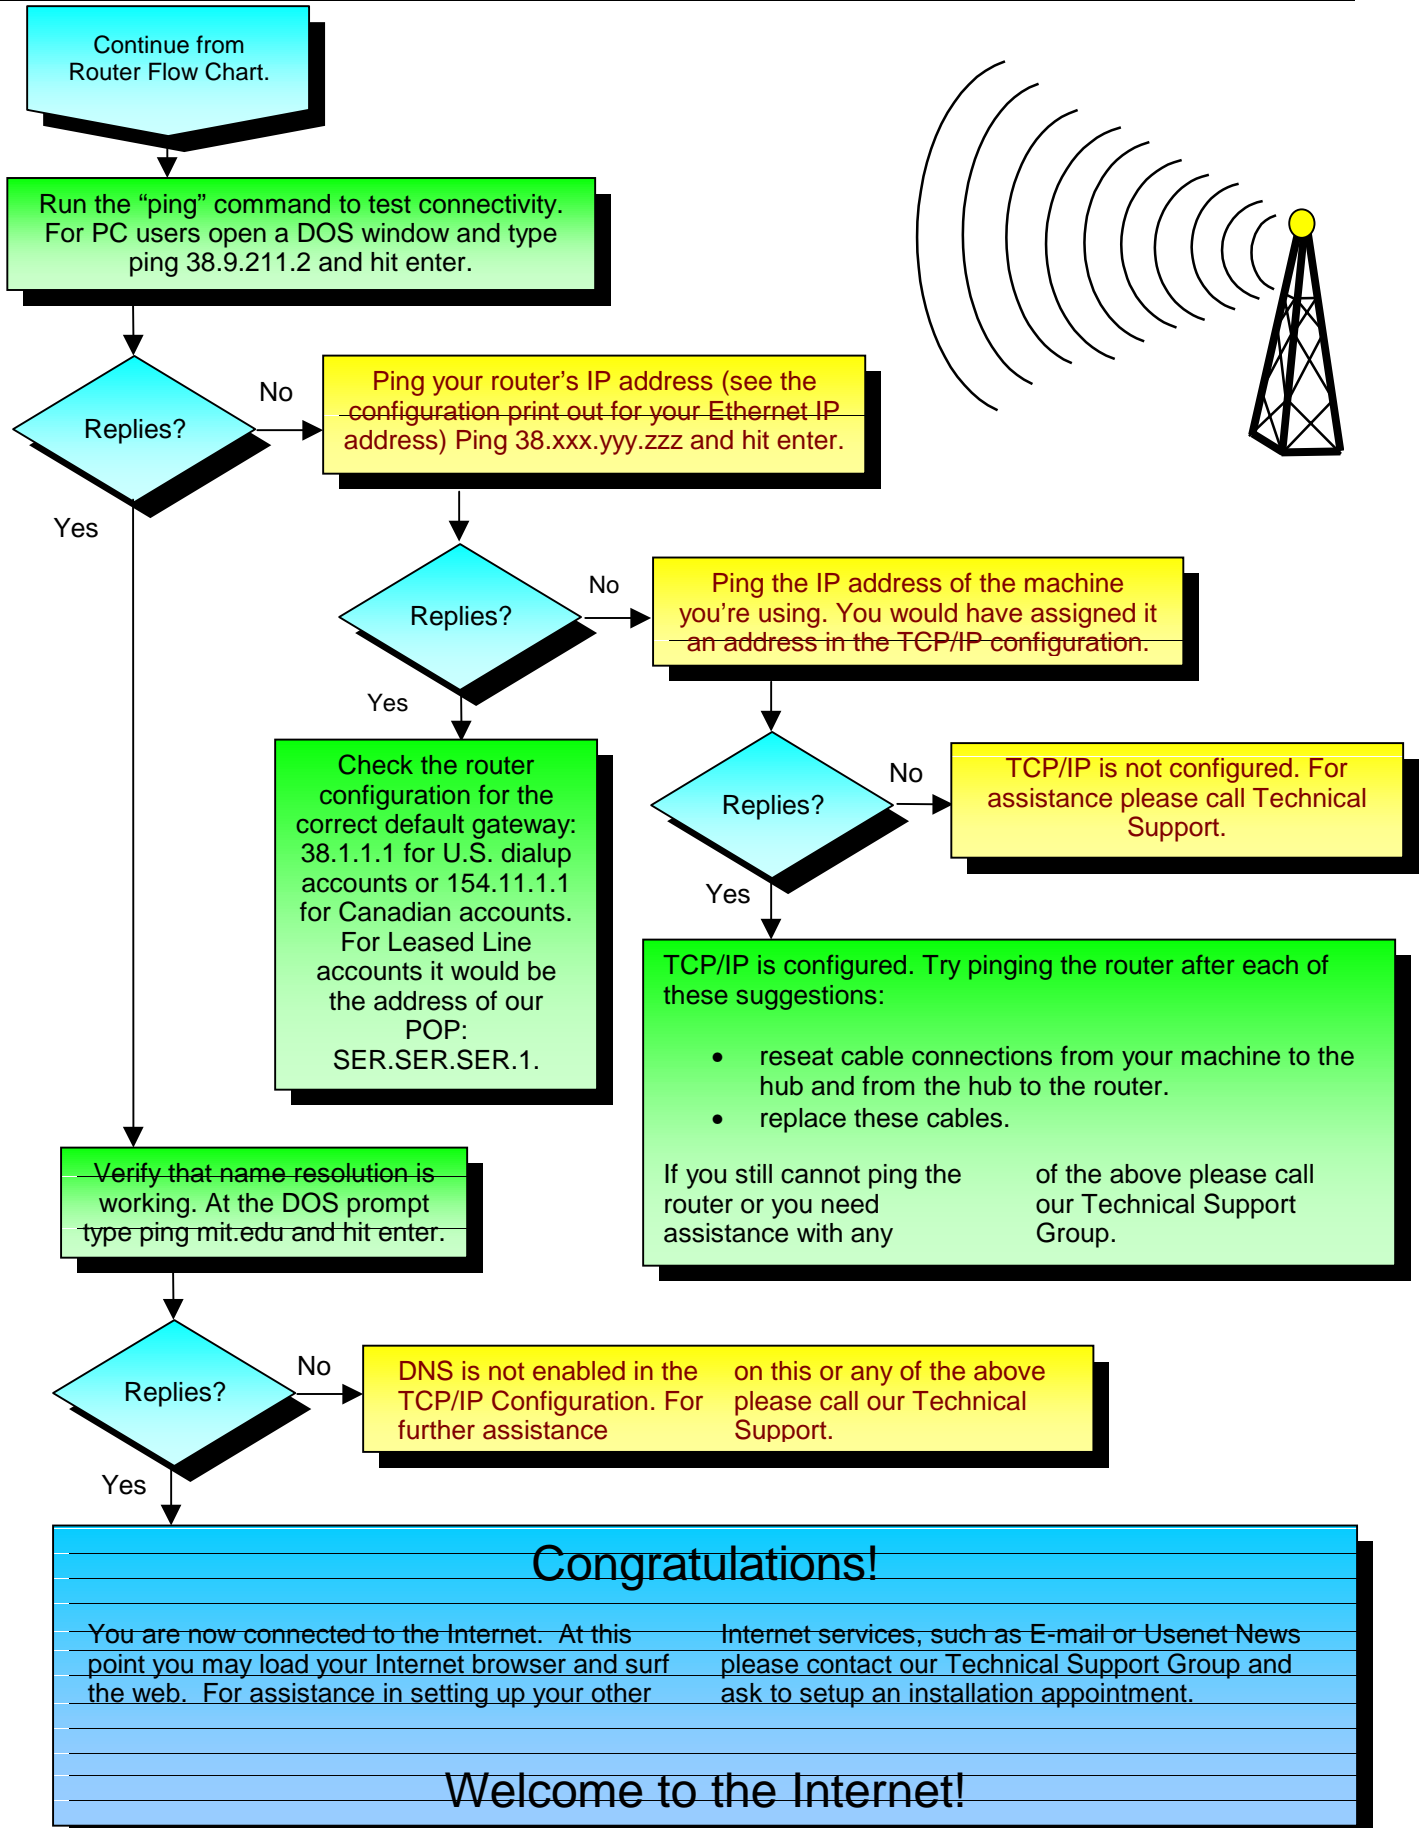 Continue from
Router Flow Chart.
Run the “ping” command to test connectivity.
For PC users open a DOS window and type
ping 38.9.211.2 and hit enter.
Replies?
No
Ping your router’s IP address (see the
configuration print out for your Ethernet IP
address) Ping 38.xxx.yyy.zzz and hit enter.
Yes
Replies?
No
Ping the IP address of the machine
you’re using. You would have assigned it
an address in the TCP/IP configuration.
Yes
Check the router
configuration for the
correct default gateway:
38.1.1.1 for U.S. dialup
accounts or 154.11.1.1
for Canadian accounts.
For Leased Line
accounts it would be
the address of our
POP:
SER.SER.SER.1.
Replies?
No
TCP/IP is not configured. For
assistance please call Technical
Support.
Yes
TCP/IP is configured. Try pinging the router after each of
these suggestions:
• reseat cable connections from your machine to the
hub and from the hub to the router.
• replace these cables.
If you still cannot ping the
router or you need
assistance with any
of the above please call
our Technical Support
Group.
Verify that name resolution is
working. At the DOS prompt
type ping mit.edu and hit enter.
Replies?
No
DNS is not enabled in the
TCP/IP Configuration. For
further assistance
on this or any of the above
please call our Technical
Support.
Yes
Congratulations!
You are now connected to the Internet.  At this
point you may load your Internet browser and surf
the web.  For assistance in setting up your other
Internet services, such as E-mail or Usenet News
please contact our Technical Support Group and
ask to setup an installation appointment.
Welcome to the Internet!